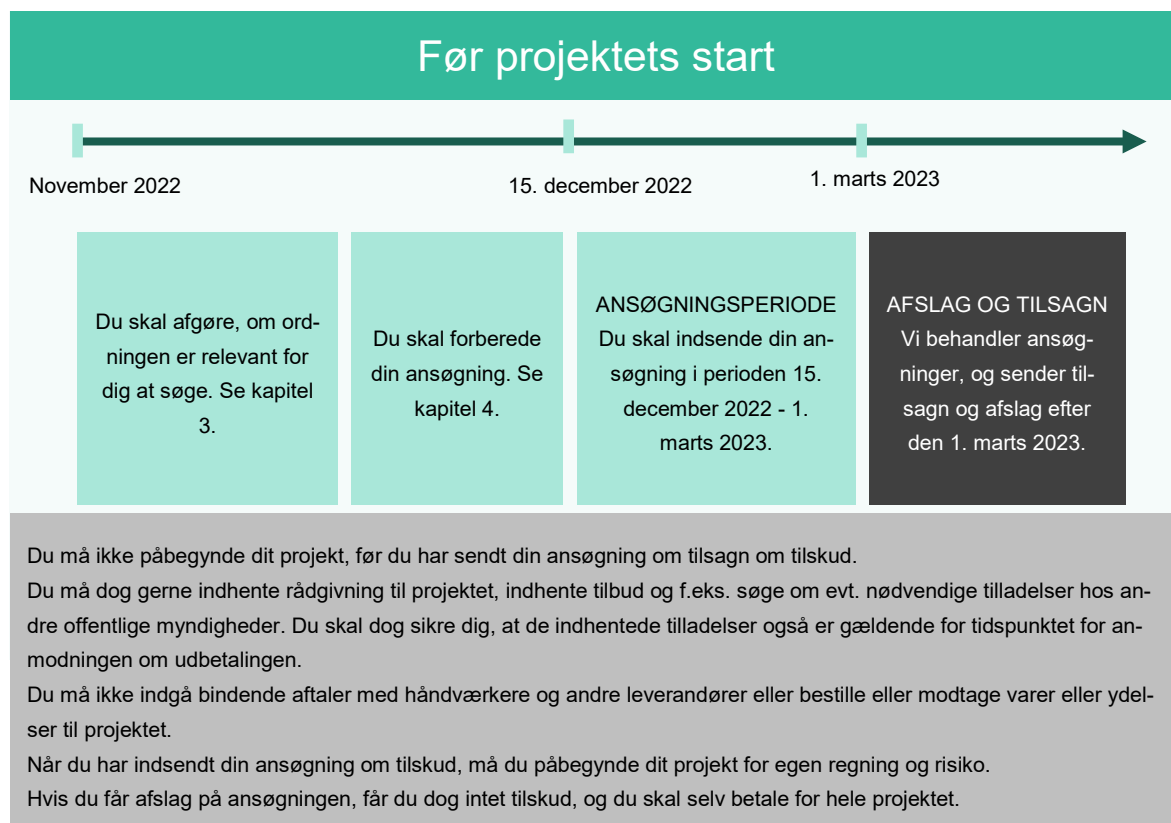 Før projektets start
November 2022
15. december 2022
1. marts 2023
Du skal afgøre, om ord-
ningen er relevant for
dig at søge. Se kapitel
3.
Du skal forberede
din ansøgning. Se
kapitel 4.
ANSØGNINGSPERIODE
Du skal indsende din an-
søgning i perioden 15.
december 2022 - 1.
marts 2023.
AFSLAG OG TILSAGN
Vi behandler ansøg-
ninger, og sender til-
sagn og afslag efter
den 1. marts 2023.
Du må ikke påbegynde dit projekt, før du har sendt din ansøgning om tilsagn om tilskud.
Du må dog gerne indhente rådgivning til projektet, indhente tilbud og f.eks. søge om evt. nødvendige tilladelser hos an-
dre offentlige myndigheder. Du skal dog sikre dig, at de indhentede tilladelser også er gældende for tidspunktet for an-
modningen om udbetalingen.
Du må ikke indgå bindende aftaler med håndværkere og andre leverandører eller bestille eller modtage varer eller ydel-
ser til projektet.
Når du har indsendt din ansøgning om tilskud, må du påbegynde dit projekt for egen regning og risiko.
Hvis du får afslag på ansøgningen, får du dog intet tilskud, og du skal selv betale for hele projektet.